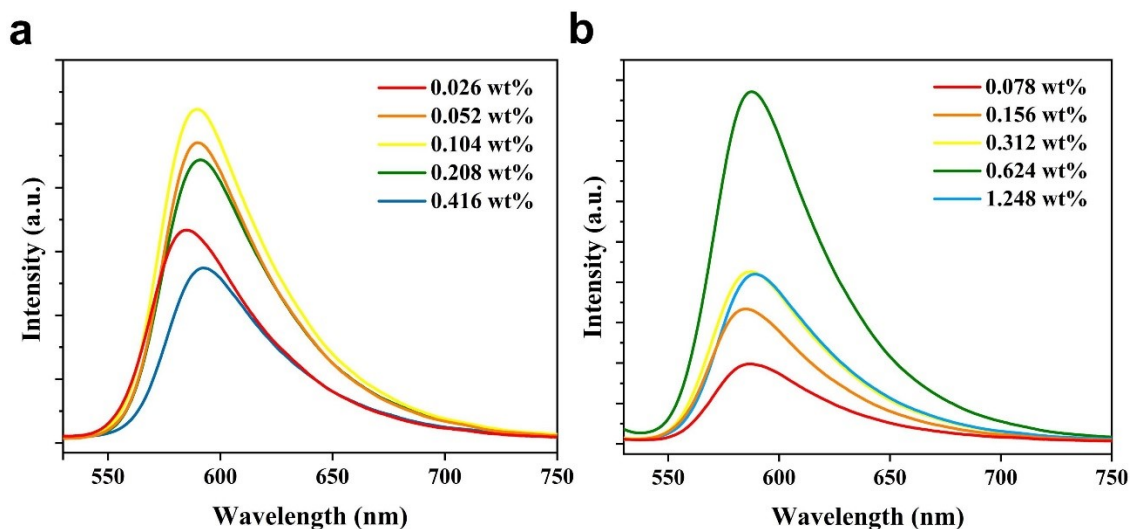 a
0.026 wt%
0.052 wt%
0.104 wt%
0.208 wt%
0.416 wt%
Intensity (a.u.)
550
600
650
700
750
Wavelength (nm)
b
0.078 wt%
0.156 wt%
0.312 wt%
0.624 wt%
1.248 wt%
Intensity (a.u.)
550
600
650
700
750
Wavelength (nm)